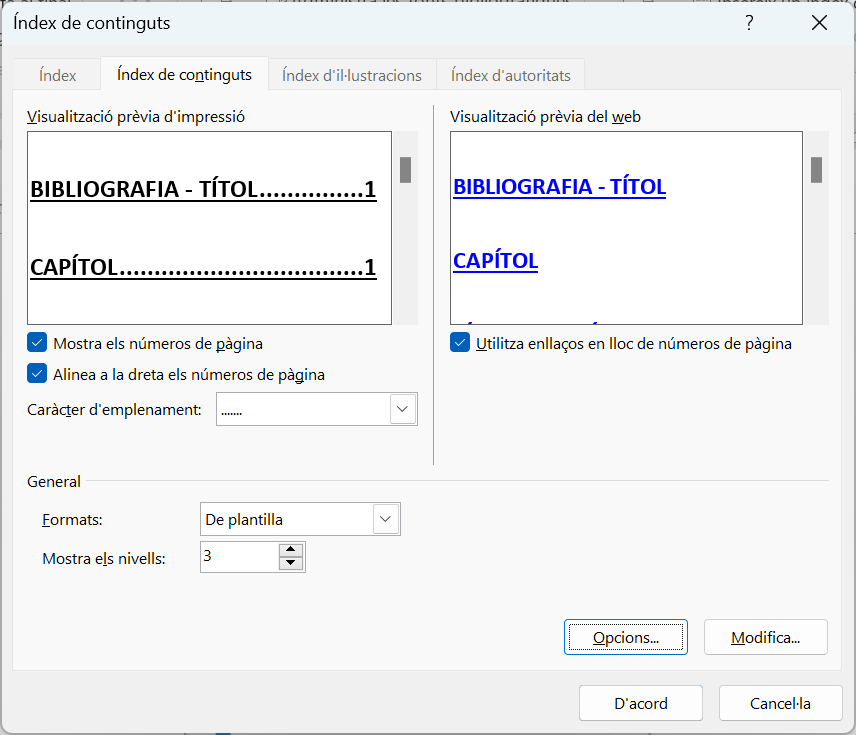 Índex de continguts
?
Índex
Índex de continguts
Índex d'il·lustracions
Índex d'autoritats
Visualització prèvia d'impressió
BIBLIOGRAFIA - TÍTOL...............1
CAPÍTOL..................................1
Mostra els números de pàgina
Alinea a la dreta els números de pàgina
Caràcter d'emplenament:
.......
Visualització prèvia del web
BIBLIOGRAFIA - TÍTOL
CAPÍTOL
Utilitza enllaços en lloc de números de pàgina
General
Formats:
De plantilla
Mostra els nivells:
3
Opcions...
Modifica...
D'acord
Cancel·la